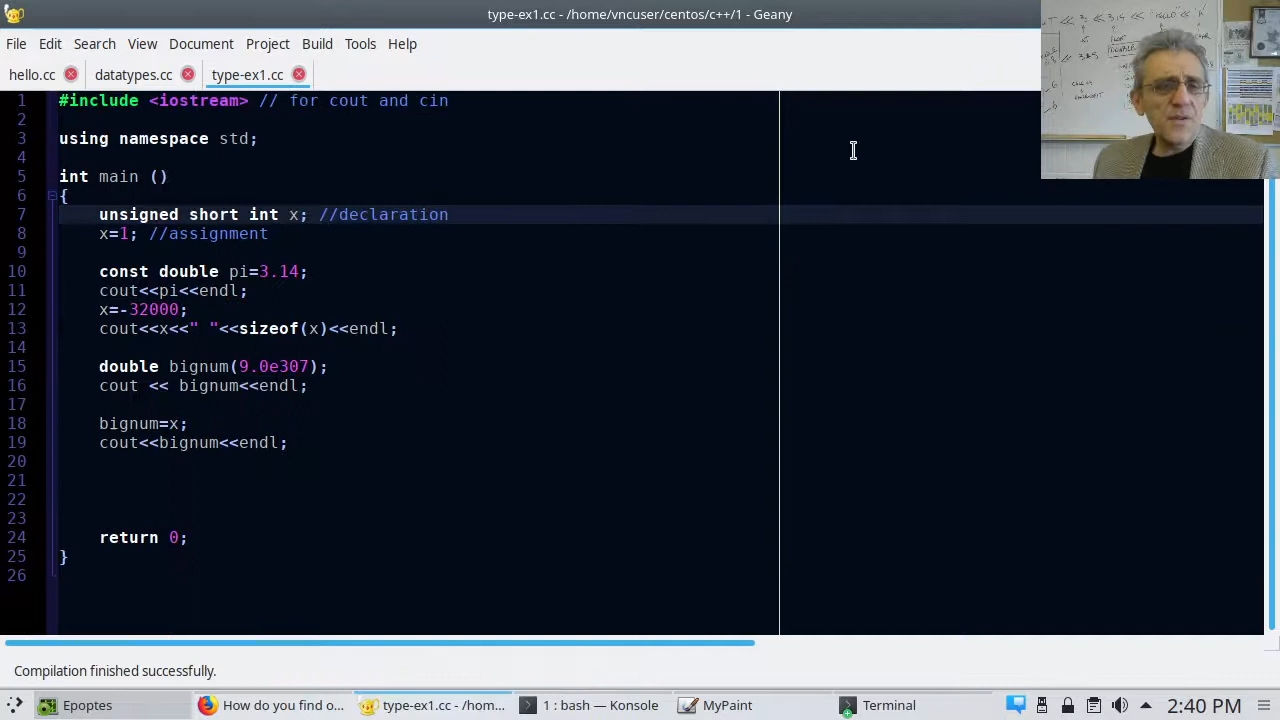 type-ex1.cc - /home/vncuser/centos/c++/1 - Geany
File Edit Search View Document Project Build Tools Help
hello.cc datatypes.cc type-ex1.cc
1 #include <iostream> // for cout and cin
2
3 using namespace std;
4
5 int main ()
6 {
7 unsigned short int x; //declaration
8 x=1; //assignment
9
10 const double pi=3.14;
11 cout<<pi<<endl;
12 x=-32000;
13 cout<<x<<" "<<sizeof(x)<<endl;
14
15 double bignum(9.0e307);
16 cout << bignum<<endl;
17
18 bignum=x;
19 cout<<bignum<<endl;
20
21
22
23
24 return 0;
25 }
26
Compilation finished successfully.
Epoptes How do you find o... type-ex1.cc - /hom... 1 : bash — Konsole MyPaint Terminal 2:40 PM